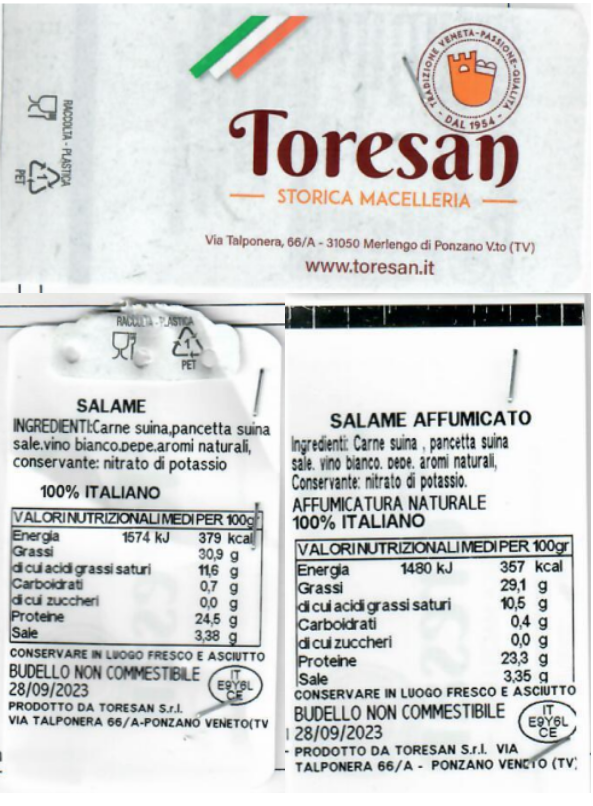 TRADIZIONE VENETA-PASSIONE-QUALITÀ
- DAL 1954 -
Toresan
STORICA MACELLERIA
Via Talponera, 66/A - 31050 Merlengo di Ponzano V.to (TV)
www.toresan.it
RACCOLTA - PLASTICA
1
PET
RACCOLTA - PLASTICA
1
PET
SALAME
INGREDIENTI:Carne suina,pancetta suina
sale,vino bianco,pepe,aromi naturali,
conservante: nitrato di potassio
100% ITALIANO
VALORI NUTRIZIONALI MEDI PER 100gr
Energia 1574 kJ 379 kcal
Grassi 30,9 g
di cui acidi grassi saturi 11,6 g
Carboidrati 0,7 g
di cui zuccheri 0,0 g
Proteine 24,5 g
Sale 3,38 g
CONSERVARE IN LUOGO FRESCO E ASCIUTTO
BUDELLO NON COMMESTIBILE
28/09/2023
IT
E9Y6L
CE
PRODOTTO DA TORESAN S.r.l.
VIA TALPONERA 66/A-PONZANO VENETO(TV
SALAME AFFUMICATO
Ingredienti: Carne suina , pancetta suina
sale, vino bianco, pepe, aromi naturali,
Conservante: nitrato di potassio.
AFFUMICATURA NATURALE
100% ITALIANO
VALORI NUTRIZIONALI MEDI PER 100gr
Energia 1480 kJ 357 kcal
Grassi 29,1 g
di cui acidi grassi saturi 10,5 g
Carboidrati 0,4 g
di cui zuccheri 0,0 g
Proteine 23,3 g
Sale 3,35 g
CONSERVARE IN LUOGO FRESCO E ASCIUTTO
BUDELLO NON COMMESTIBILE
28/09/2023
IT
E9Y6L
CE
PRODOTTO DA TORESAN S.r.l. VIA
TALPONERA 66/A - PONZANO VENETO (TV)